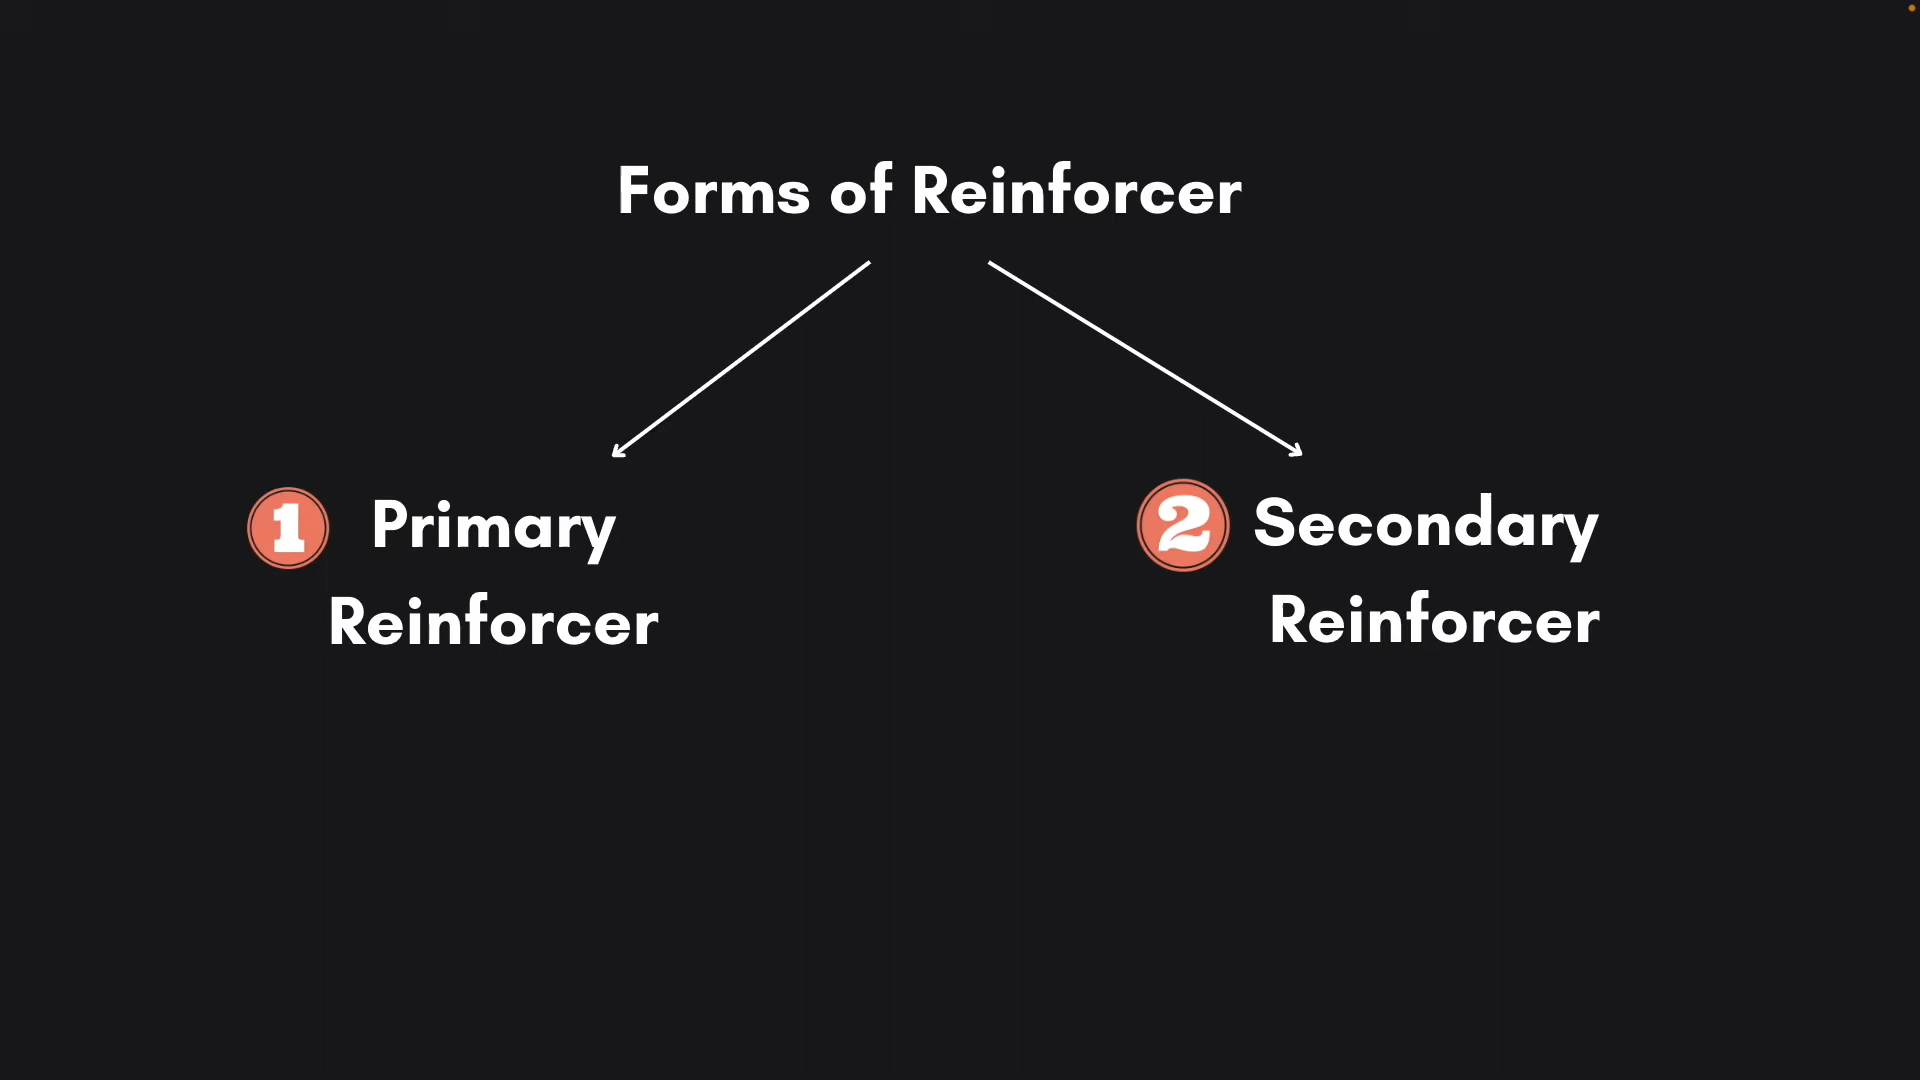 Forms of Reinforcer
1 Primary
Reinforcer
2 Secondary
Reinforcer